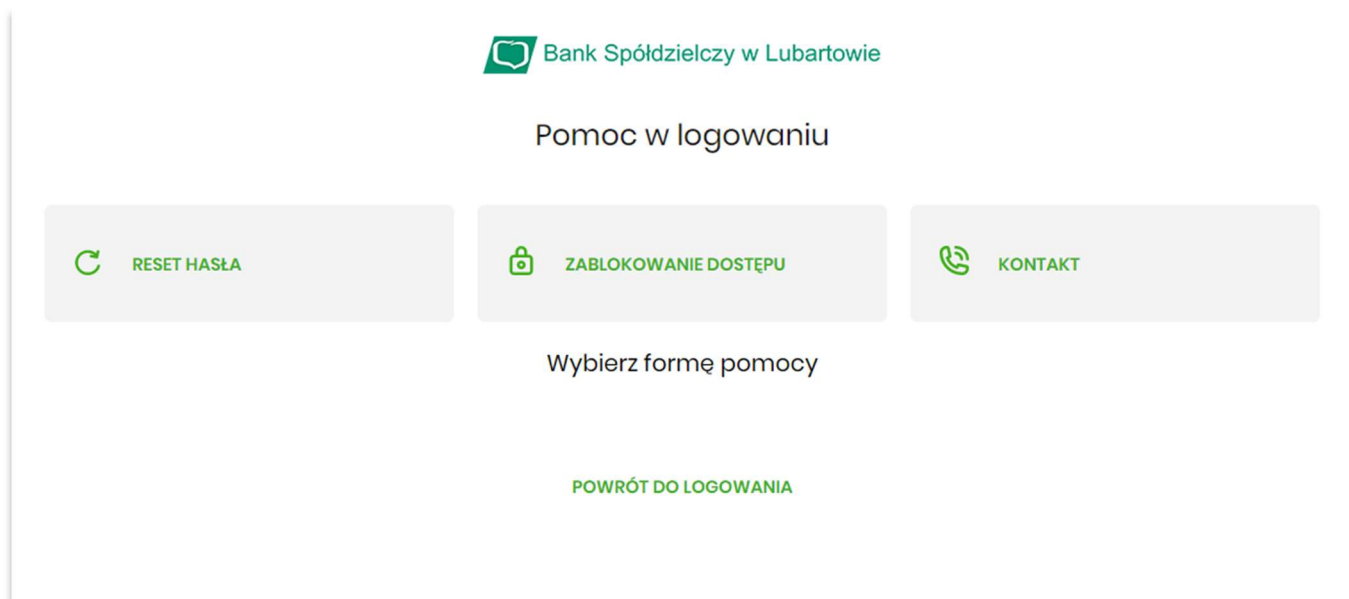 Bank Spółdzielczy w Lubartowie
Pomoc w logowaniu
RESET HASŁA
ZABLOKOWANIE DOSTĘPU
KONTAKT
Wybierz formę pomocy
POWRÓT DO LOGOWANIA